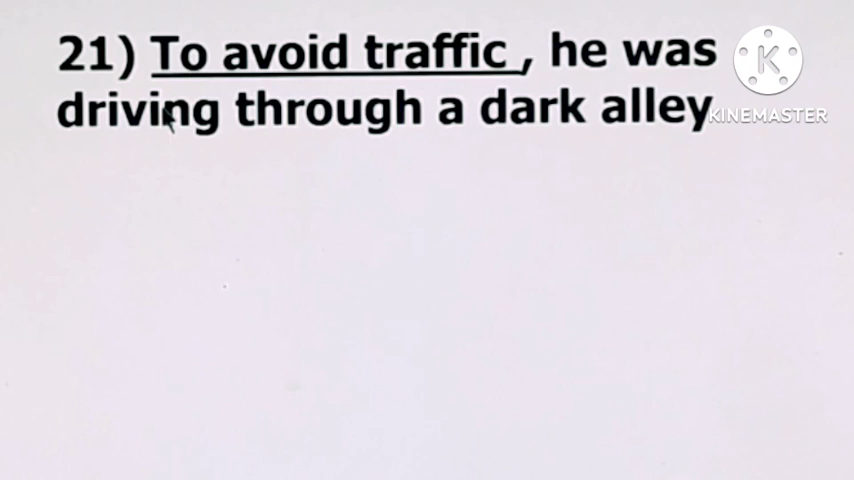 21) To avoid traffic , he was
driving through a dark alley
K
KINEMASTER